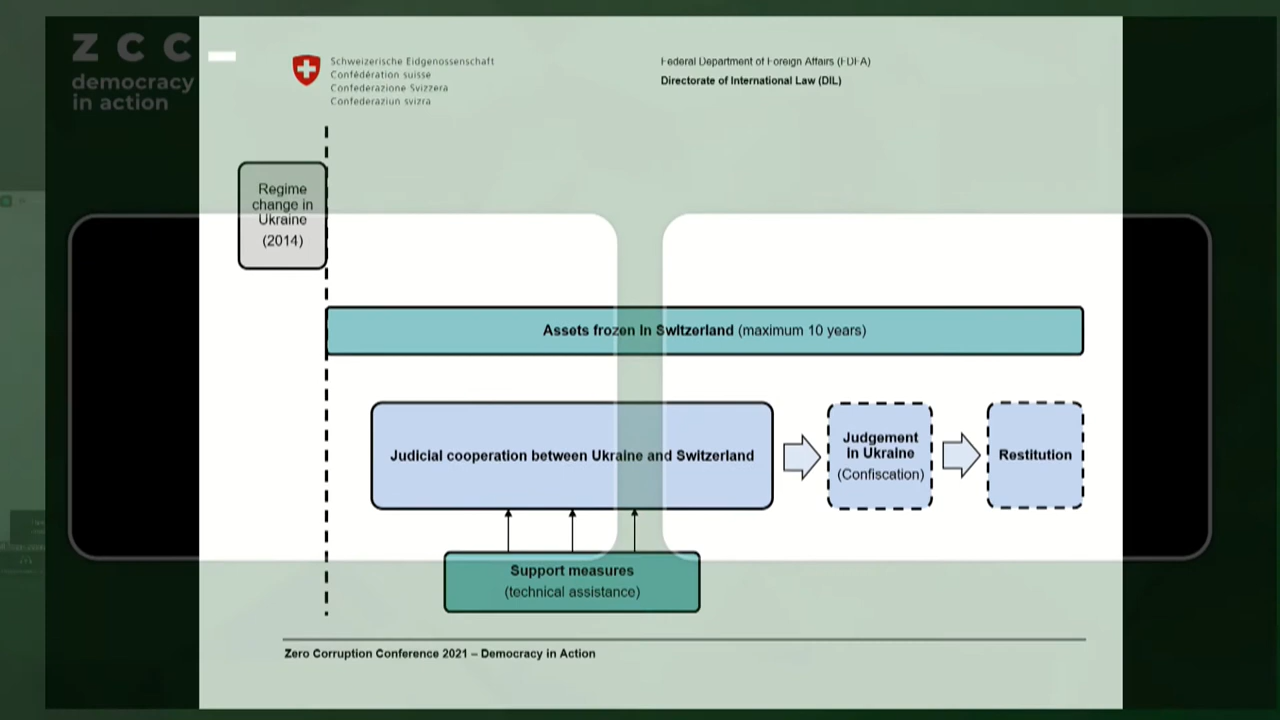 ZCC
democracy
in action
Schweizerische Eidgenossenschaft
Confédération suisse
Confederazione Svizzera
Confederaziun svizra
Federal Department of Foreign Affairs (FDFA)
Directorate of International Law (DIL)
Regime
change in
Ukraine
(2014)
Assets frozen in Switzerland (maximum 10 years)
Judicial cooperation between Ukraine and Switzerland
Judgement
in Ukraine
(Confiscation)
Restitution
Support measures
(technical assistance)
Zero Corruption Conference 2021 – Democracy in Action